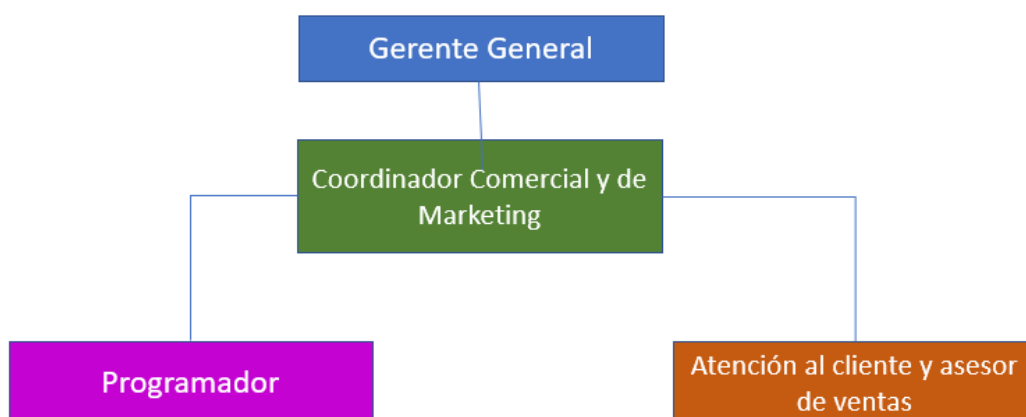 Gerente General
Coordinador Comercial y de
Marketing
Programador
Atención al cliente y asesor
de ventas